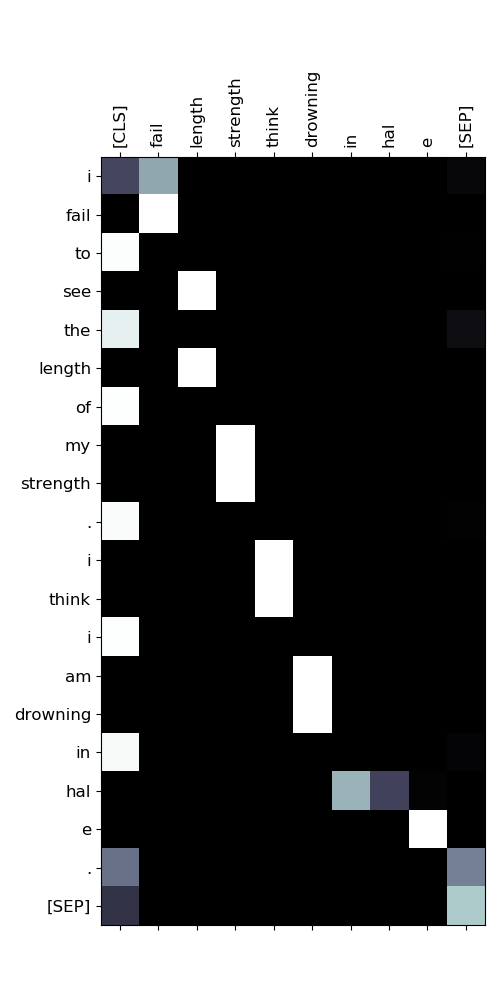 [CLS]
fail
length
strength
think
drowning
in
hal
e
[SEP]
i
fail
to
see
the
length
of
my
strength
.
i
think
i
am
drowning
in
hal
e
.
[SEP]